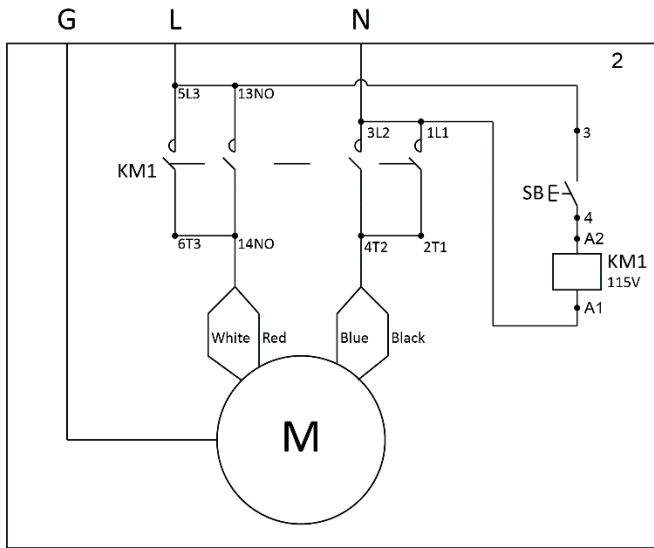 G
L
N
2
5L3
13NO
3L2
1L1
3
KM1
SB
4
6T3
14NO
4T2
2T1
A2
KM1
115V
A1
White
Red
Blue
Black
M